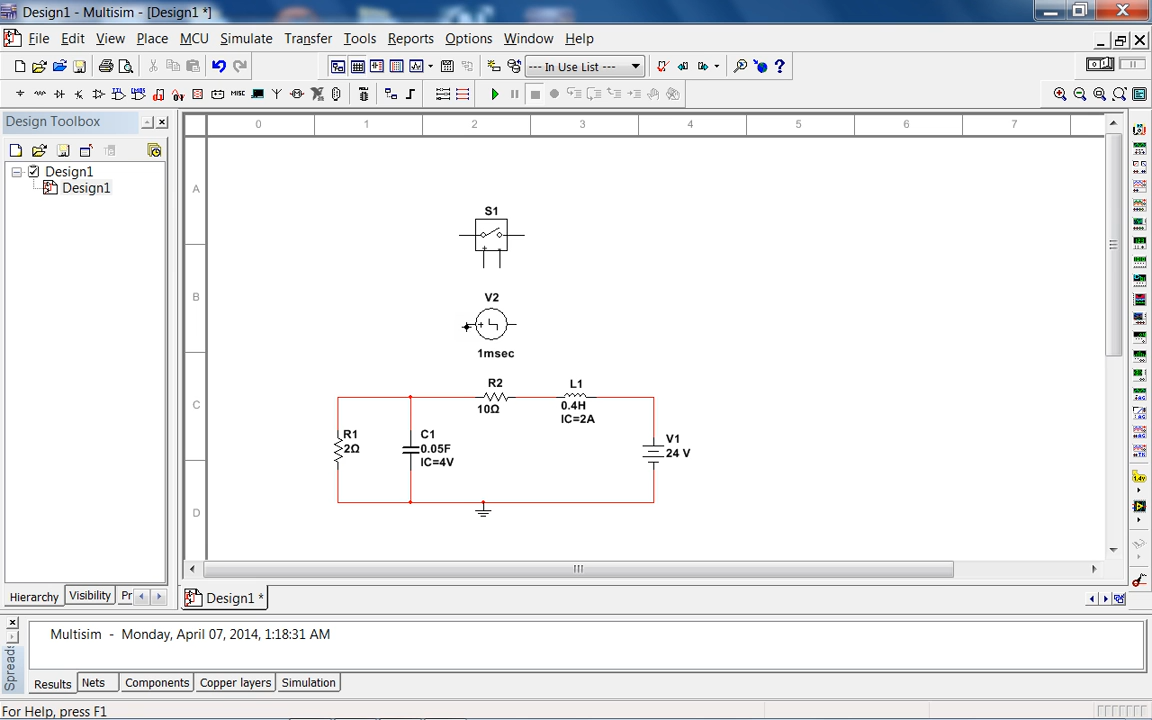 Design1 - Multisim - [Design1 *]
File Edit View Place MCU Simulate Transfer Tools Reports Options Window Help
--- In Use List ---
Design Toolbox
0 1 2 3 4 5 6 7
Design1
Design1
A
S1
B
V2
1msec
C
R2 L1
10Ω 0.4H
IC=2A
R1 C1 V1
2Ω 0.05F 24 V
IC=4V
D
Hierarchy Visibility Pr
Design1 *
Multisim - Monday, April 07, 2014, 1:18:31 AM
Spreads
Results Nets Components Copper layers Simulation
For Help, press F1